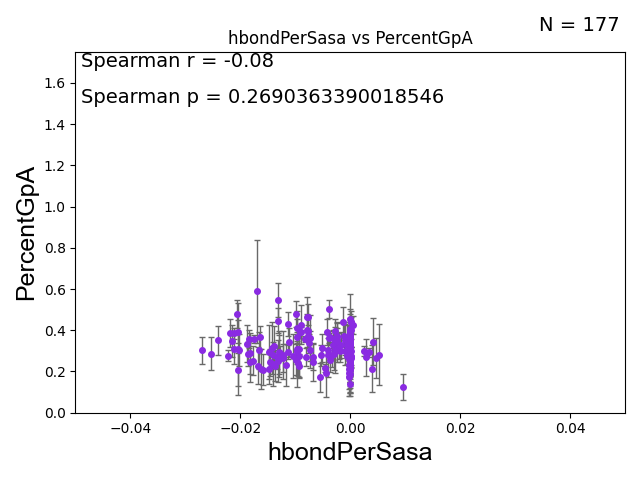 N = 177
hbondPerSasa vs PercentGpA
Spearman r = -0.08
Spearman p = 0.2690363390018546
PercentGpA
1.6
1.4
1.2
1.0
0.8
0.6
0.4
0.2
0.0
−0.04
−0.02
0.00
0.02
0.04
hbondPerSasa